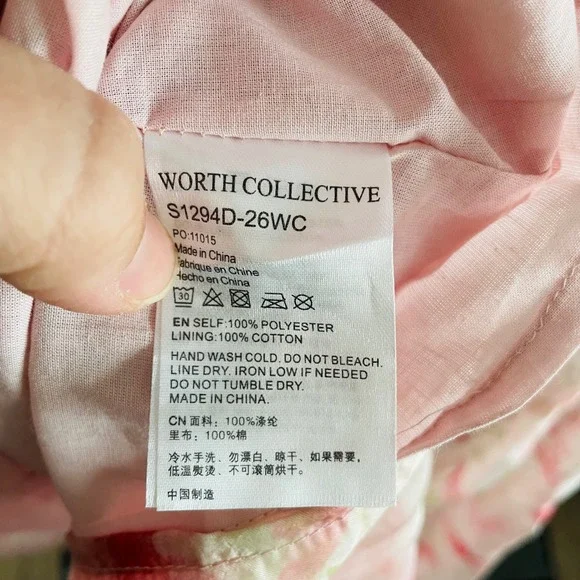 WORTH COLLECTIVE
S1294D-26WC
PO:11015
Made in China
Fabrique en Chine
Hecho en China
30
EN SELF:100% POLYESTER
LINING:100% COTTON
HAND WASH COLD. DO NOT BLEACH.
LINE DRY. IRON LOW IF NEEDED
DO NOT TUMBLE DRY.
MADE IN CHINA.
CN 面料：100%涤纶
里布：100%棉
冷水手洗、勿漂白、晾干、如果需要，
低温熨烫、不可滚筒烘干。
中国制造